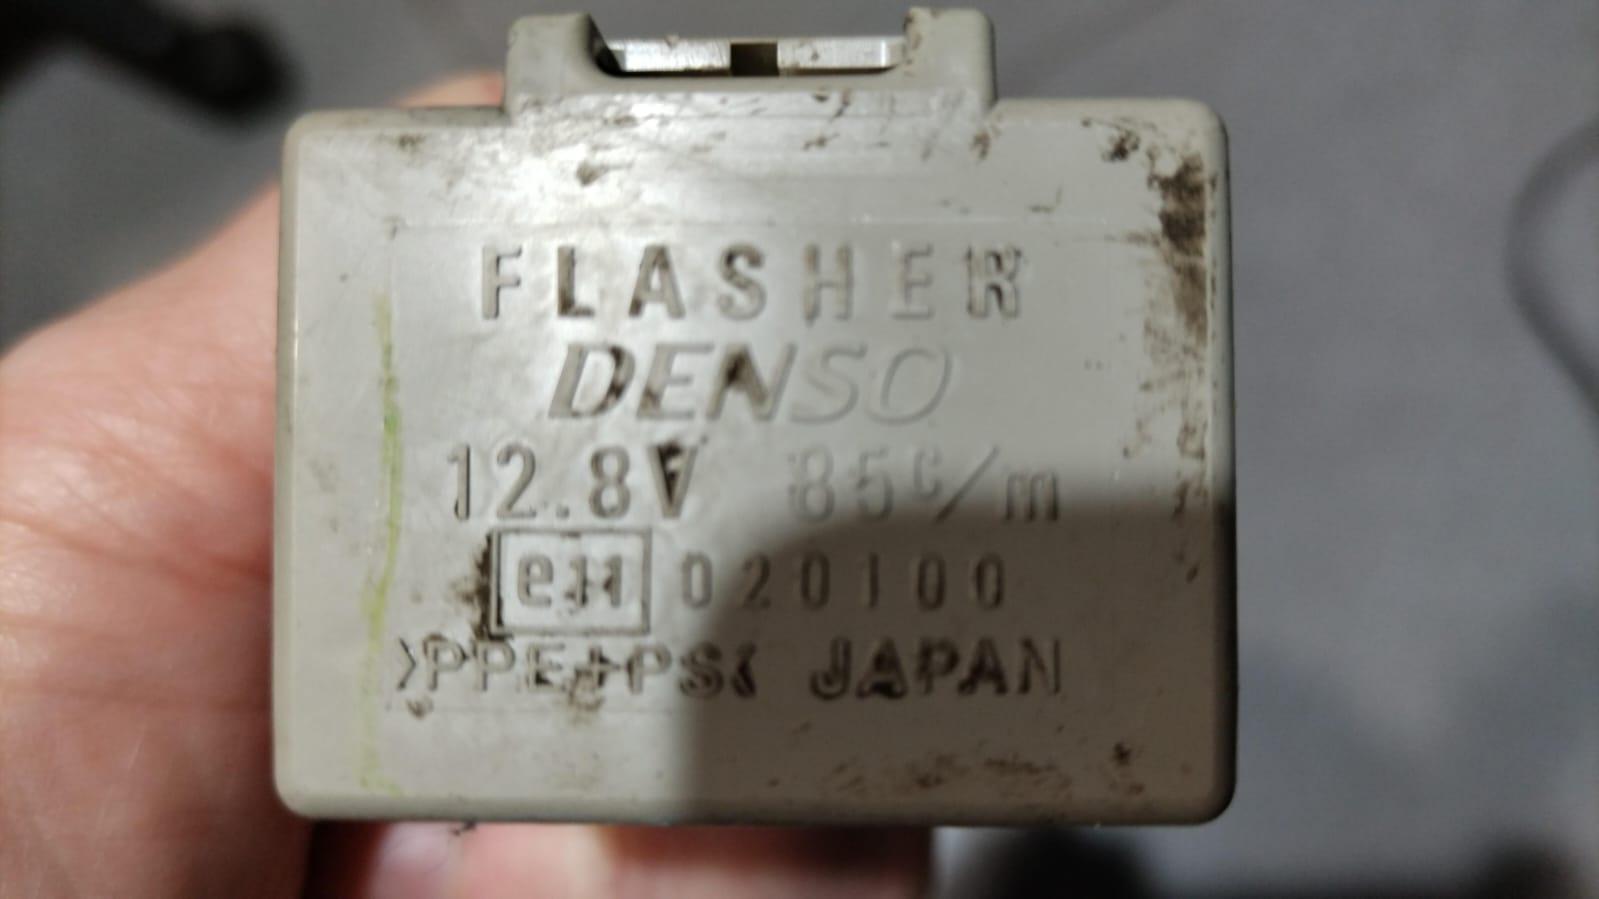 FLASHER
DENSO
12.8V 85c/m
e11 020100
>PPE+PS< JAPAN